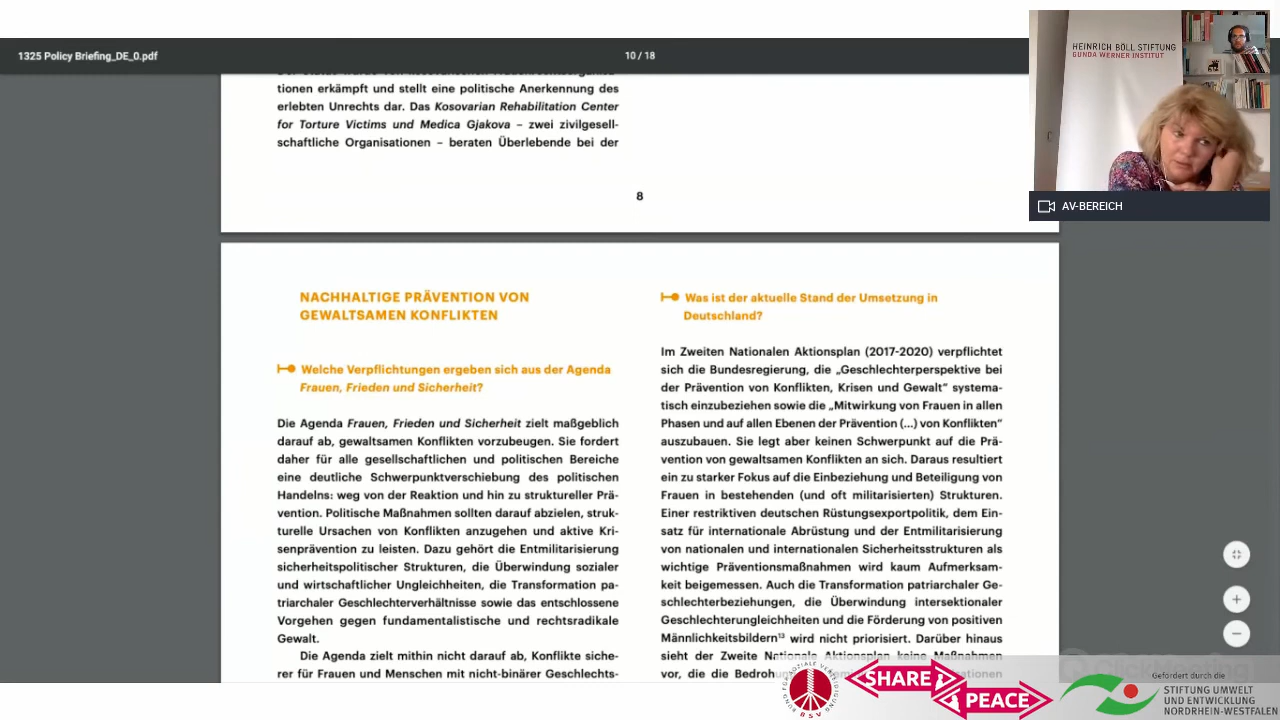 1325 Policy Briefing_DE_0.pdf
10 / 18
HEINRICH BÖLL STIFTUNG
GUNDA WERNER INSTITUT
AV-BEREICH
tionen erkämpft und stellt eine politische Anerkennung des
erlebten Unrechts dar. Das Kosovarian Rehabilitation Center
for Torture Victims und Medica Gjakova – zwei zivilgesell-
schaftliche Organisationen – beraten Überlebende bei der
8
NACHHALTIGE PRÄVENTION VON
GEWALTSAMEN KONFLIKTEN
Welche Verpflichtungen ergeben sich aus der Agenda
Frauen, Frieden und Sicherheit?
Die Agenda Frauen, Frieden und Sicherheit zielt maßgeblich
darauf ab, gewaltsamen Konflikten vorzubeugen. Sie fordert
daher für alle gesellschaftlichen und politischen Bereiche
eine deutliche Schwerpunktverschiebung des politischen
Handelns: weg von der Reaktion und hin zu struktureller Prä-
vention. Politische Maßnahmen sollten darauf abzielen, struk-
turelle Ursachen von Konflikten anzugehen und aktive Kri-
senprävention zu leisten. Dazu gehört die Entmilitarisierung
sicherheitspolitischer Strukturen, die Überwindung sozialer
und wirtschaftlicher Ungleichheiten, die Transformation pa-
triarchaler Geschlechterverhältnisse sowie das entschlossene
Vorgehen gegen fundamentalistische und rechtsradikale
Gewalt.
Die Agenda zielt mithin nicht darauf ab, Konflikte siche-
rer für Frauen und Menschen mit nicht-binärer Geschlechts-
Was ist der aktuelle Stand der Umsetzung in
Deutschland?
Im Zweiten Nationalen Aktionsplan (2017-2020) verpflichtet
sich die Bundesregierung, die „Geschlechterperspektive bei
der Prävention von Konflikten, Krisen und Gewalt“ systema-
tisch einzubeziehen sowie die „Mitwirkung von Frauen in allen
Phasen und auf allen Ebenen der Prävention (...) von Konflikten“
auszubauen. Sie legt aber keinen Schwerpunkt auf die Prä-
vention von gewaltsamen Konflikten an sich. Daraus resultiert
ein zu starker Fokus auf die Einbeziehung und Beteiligung von
Frauen in bestehenden (und oft militarisierten) Strukturen.
Einer restriktiven deutschen Rüstungsexportpolitik, dem Ein-
satz für internationale Abrüstung und der Entmilitarisierung
von nationalen und internationalen Sicherheitsstrukturen als
wichtige Präventionsmaßnahmen wird kaum Aufmerksam-
keit beigemessen. Auch die Transformation patriarchaler Ge-
schlechterbeziehungen, die Überwindung intersektionaler
Geschlechterungleichheiten und die Förderung von positiven
Männlichkeitsbildern¹³ wird nicht priorisiert. Darüber hinaus
sieht der Zweite Nationale Aktionsplan keine Maßnahmen
vor, die die
ClickMeeting
BUND FÜR SOZIALE VERTEIDIGUNG
BSV
SHARE
PEACE
Gefördert durch die
STIFTUNG UMWELT
UND ENTWICKLUNG
NORDRHEIN-WESTFALEN